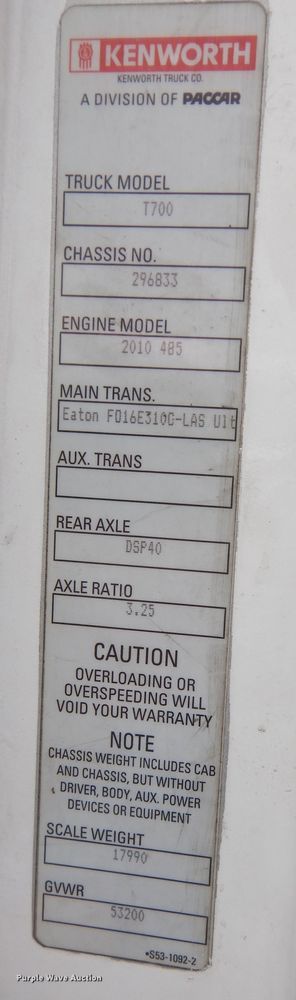 KENWORTH
KENWORTH TRUCK CO.
A DIVISION OF PACCAR
TRUCK MODEL
T700
CHASSIS NO.
296833
ENGINE MODEL
2010 485
MAIN TRANS.
Eaton FO16E310C-LAS Ult
AUX. TRANS
REAR AXLE
DSP40
AXLE RATIO
3.25
CAUTION
OVERLOADING OR
OVERSPEEDING WILL
VOID YOUR WARRANTY
NOTE
CHASSIS WEIGHT INCLUDES CAB
AND CHASSIS, BUT WITHOUT
DRIVER, BODY, AUX. POWER
DEVICES OR EQUIPMENT
SCALE WEIGHT
17990
GVWR
53200
*S53-1092-2
Purple Wave Auction